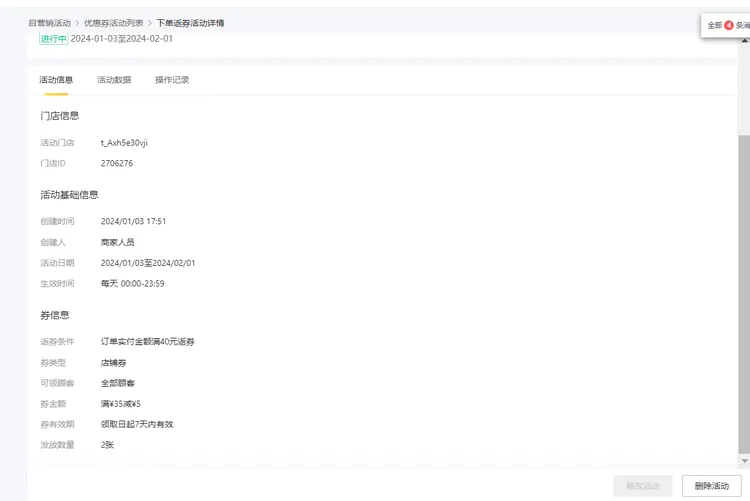 自营销活动 > 优惠券活动列表 > 下单返券活动详情
全部 4 条消
进行中 2024-01-03至2024-02-01
活动信息 活动数据 操作记录
门店信息
活动门店 t_Axh5e30vji
门店ID 2706276
活动基础信息
创建时间 2024/01/03 17:51
创建人 商家人员
活动日期 2024/01/03至2024/02/01
生效时间 每天 00:00-23:59
券信息
返券条件 订单实付金额满40元返券
券类型 店铺券
可领顾客 全部顾客
券金额 满¥35减¥5
券有效期 领取日起7天内有效
发放数量 2张
修改活动 删除活动